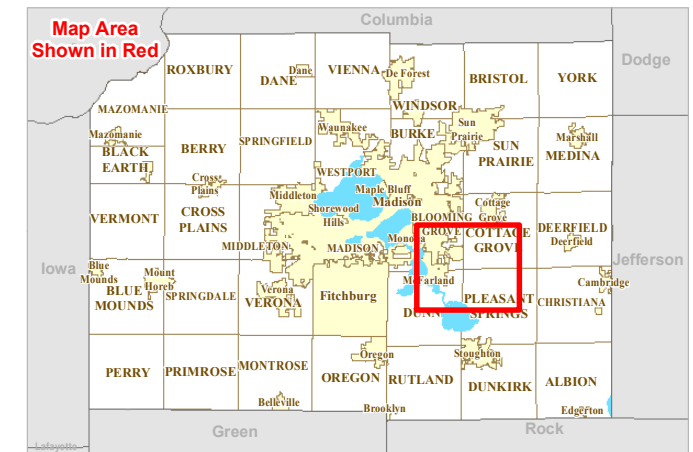 Columbia
Map Area
Shown in Red
Dodge
ROXBURY
DANE
Dane
VIENNA
De Forest
BRISTOL
YORK
MAZOMANIE
WINDSOR
Mazomanie
BLACK
EARTH
BERRY
SPRINGFIELD
Waunakee
BURKE
Sun
Prairie
SUN
PRAIRIE
Marshall
MEDINA
Cross
Plains
WESTPORT
Middleton
Maple Bluff
Shorewood
Hills
Madison
Cottage
Grove
VERMONT
CROSS
PLAINS
BLOOMING
GROVE
COTTAGE
GROVE
DEERFIELD
Deerfield
MIDDLETON
MADISON
Monona
Iowa
Jefferson
Blue
Mounds
BLUE
MOUNDS
Mount
Horeb
SPRINGDALE
Verona
VERONA
Fitchburg
McFarland
DUNN
PLEASANT
SPRINGS
CHRISTIANA
Cambridge
PERRY
PRIMROSE
MONTROSE
Oregon
OREGON
RUTLAND
Stoughton
DUNKIRK
ALBION
Belleville
Brooklyn
Edgerton
Green
Rock
Lafayette